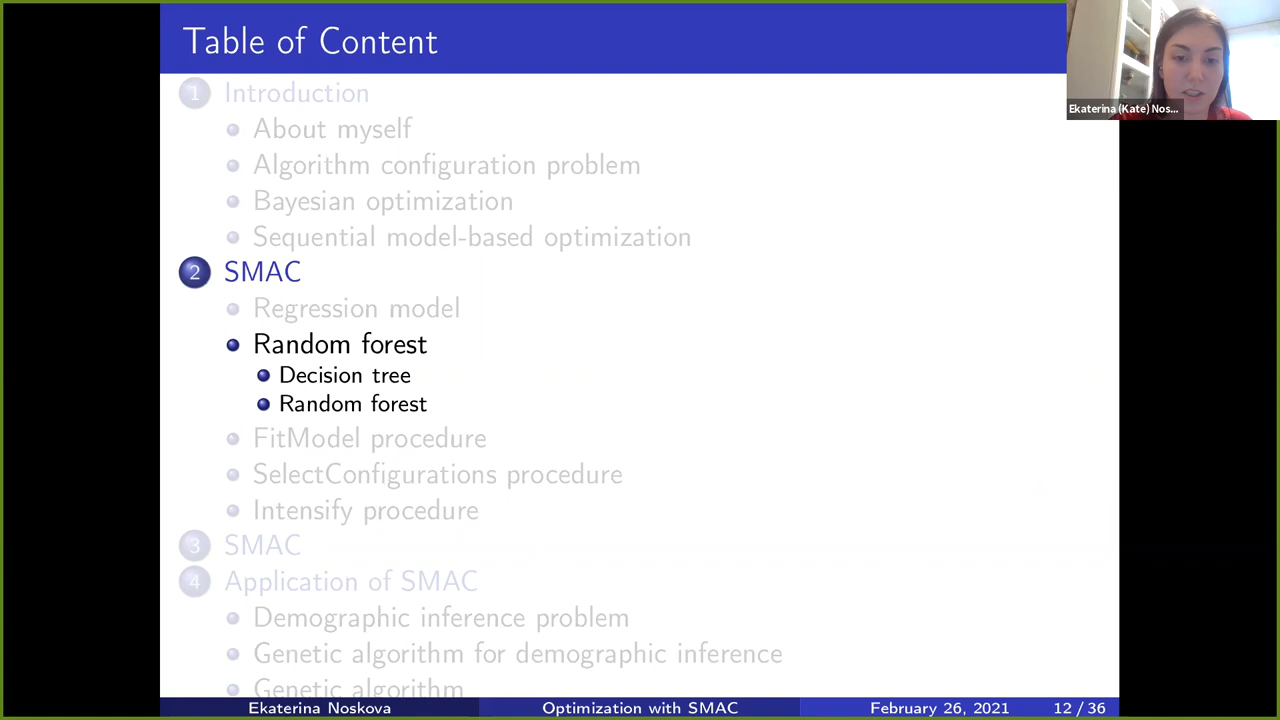 Table of Content
Ekaterina (Kate) Nos...
1 Introduction
About myself
Algorithm configuration problem
Bayesian optimization
Sequential model-based optimization
2 SMAC
Regression model
Random forest
Decision tree
Random forest
FitModel procedure
SelectConfigurations procedure
Intensify procedure
3 SMAC
4 Application of SMAC
Demographic inference problem
Genetic algorithm for demographic inference
Genetic algorithm
Ekaterina Noskova Optimization with SMAC February 26, 2021 12 / 36